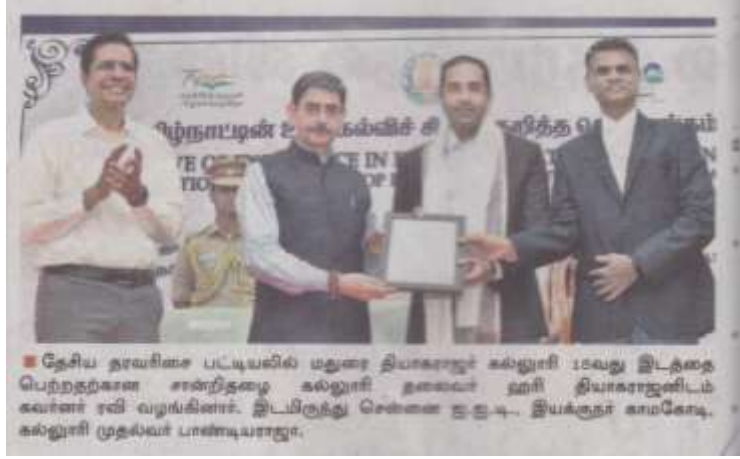 தேசிய தரவரிசை பட்டியலில் மதுரை தியாகராஜர் கல்லூரி 15வது இடத்தை
பெற்றதற்கான சான்றிதழை கல்லூரி தலைவர் ஹரி தியாகராஜனிடம்
கவர்னர் ரவி வழங்கினார். இடமிருந்து சென்னை ஐ.ஐ.டி., இயக்குநர் காமகோடி,
கல்லூரி முதல்வர் பாண்டியராஜா.